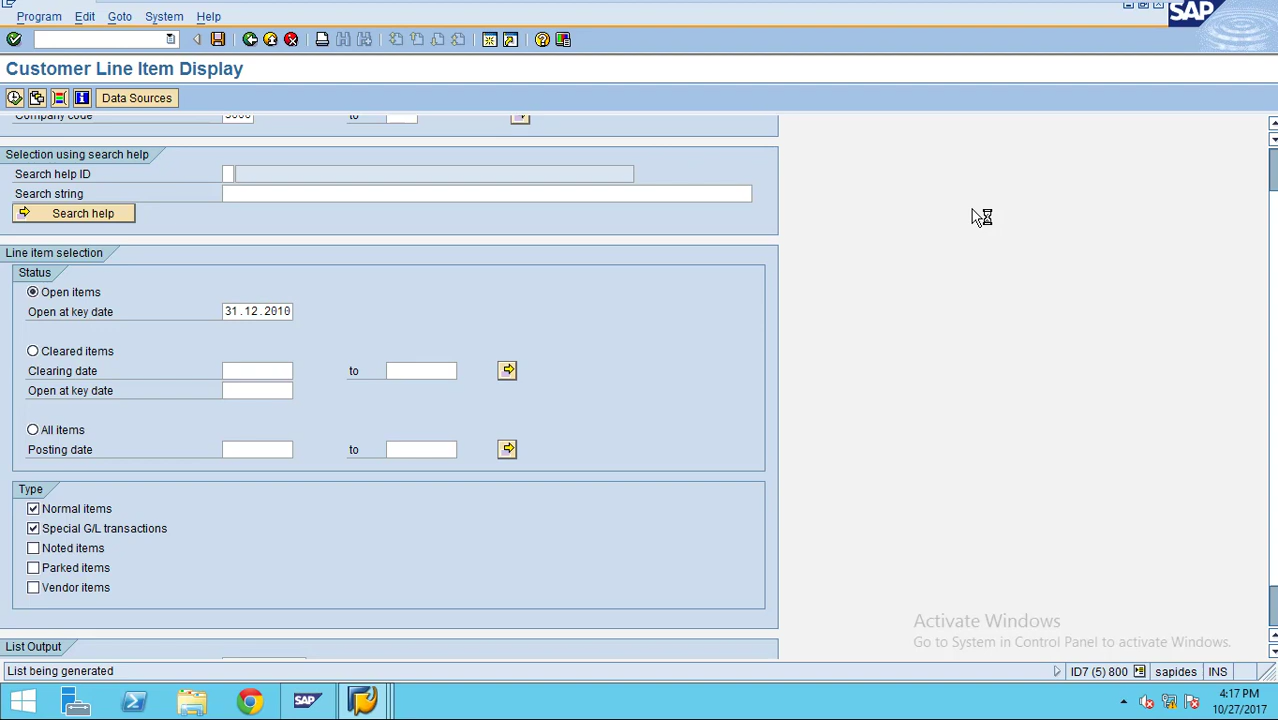 Program Edit Goto System Help
SAP
Customer Line Item Display
Data Sources
Company code to
Selection using search help
Search help ID
Search string
Search help
Line item selection
Status
Open items
Open at key date 31.12.2010
Cleared items
Clearing date to
Open at key date
All items
Posting date to
Type
Normal items
Special G/L transactions
Noted items
Parked items
Vendor items
Activate Windows
Go to System in Control Panel to activate Windows.
List Output
List being generated ID7 (5) 800 sapides INS
SAP
4:17 PM
10/27/2017